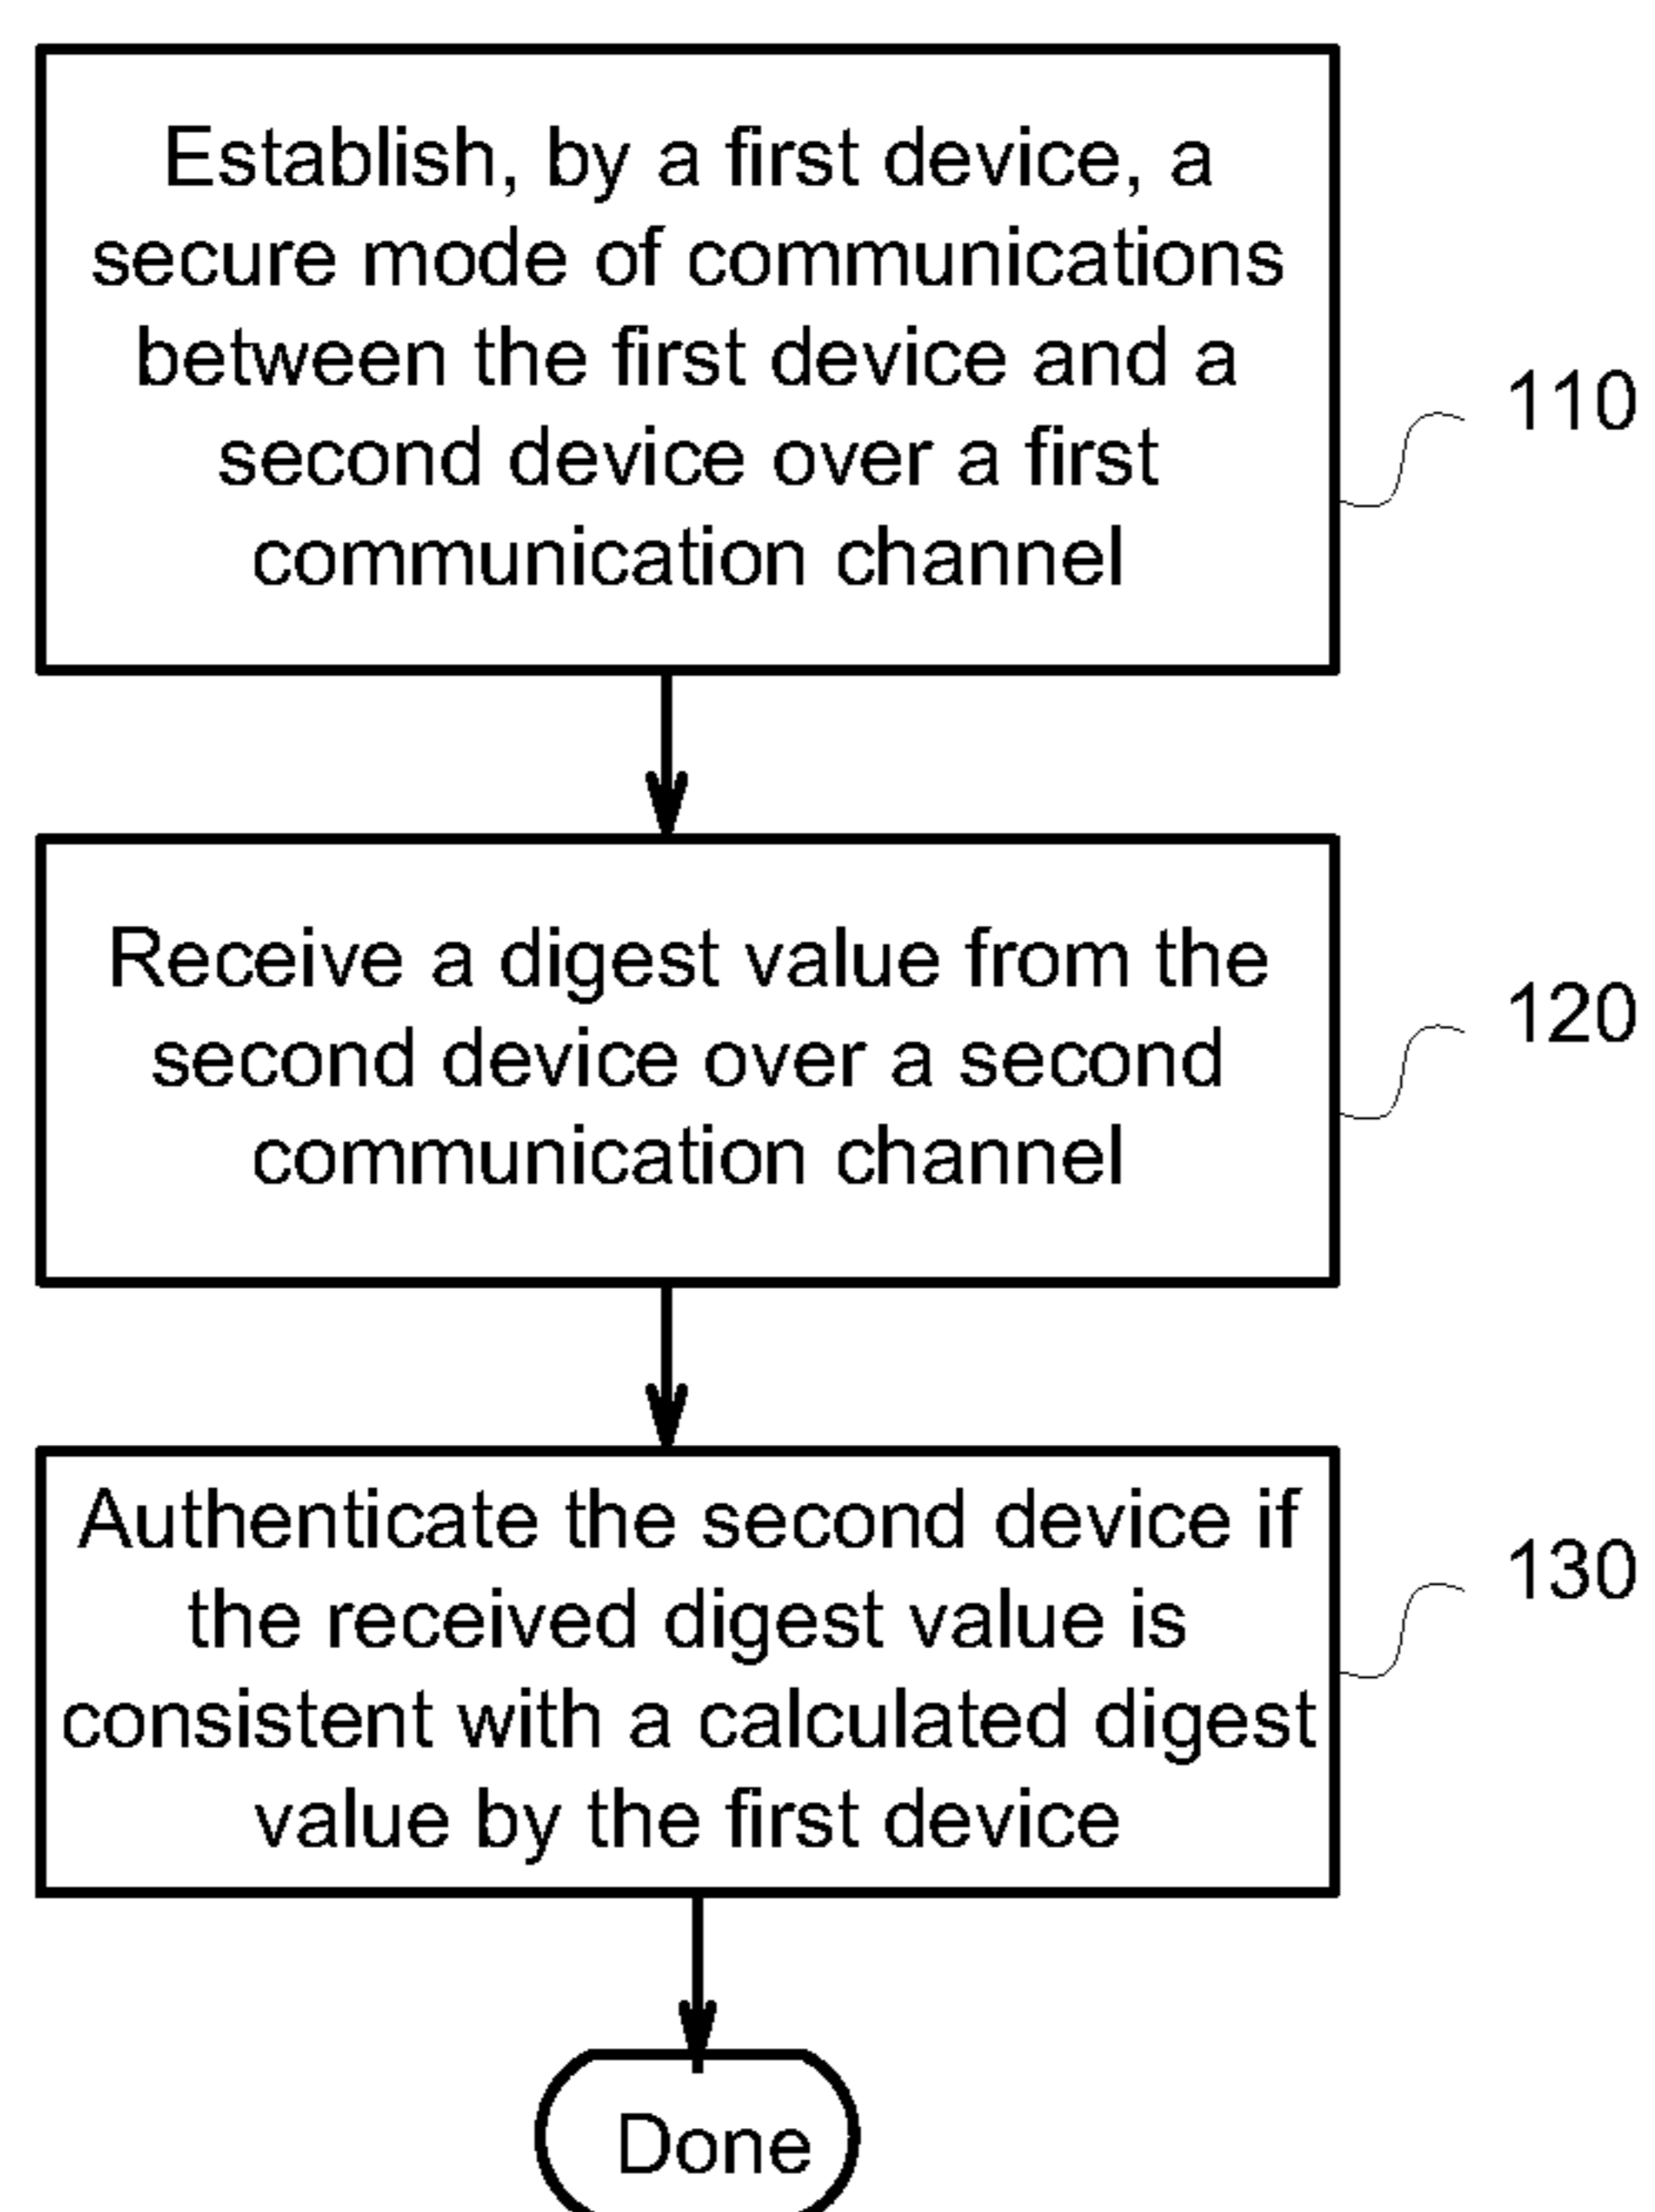 Establish, by a first device, a
secure mode of communications
between the first device and a
second device over a first
communication channel
110
Receive a digest value from the
second device over a second
communication channel
120
Authenticate the second device if
the received digest value is
consistent with a calculated digest
value by the first device
130
Done